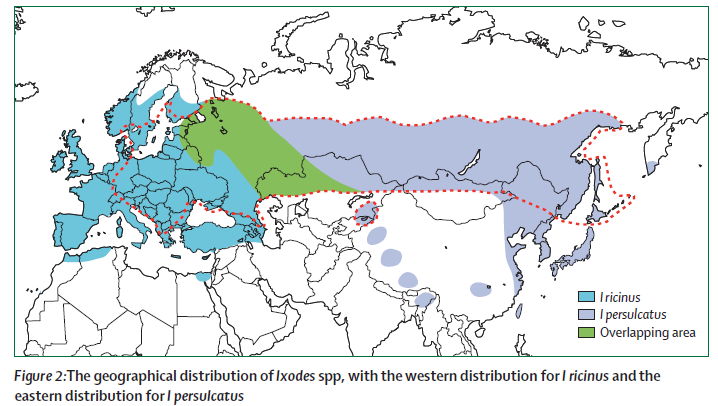 I ricinus
I persulcatus
Overlapping area
Figure 2:The geographical distribution of Ixodes spp, with the western distribution for I ricinus and the
eastern distribution for I persulcatus